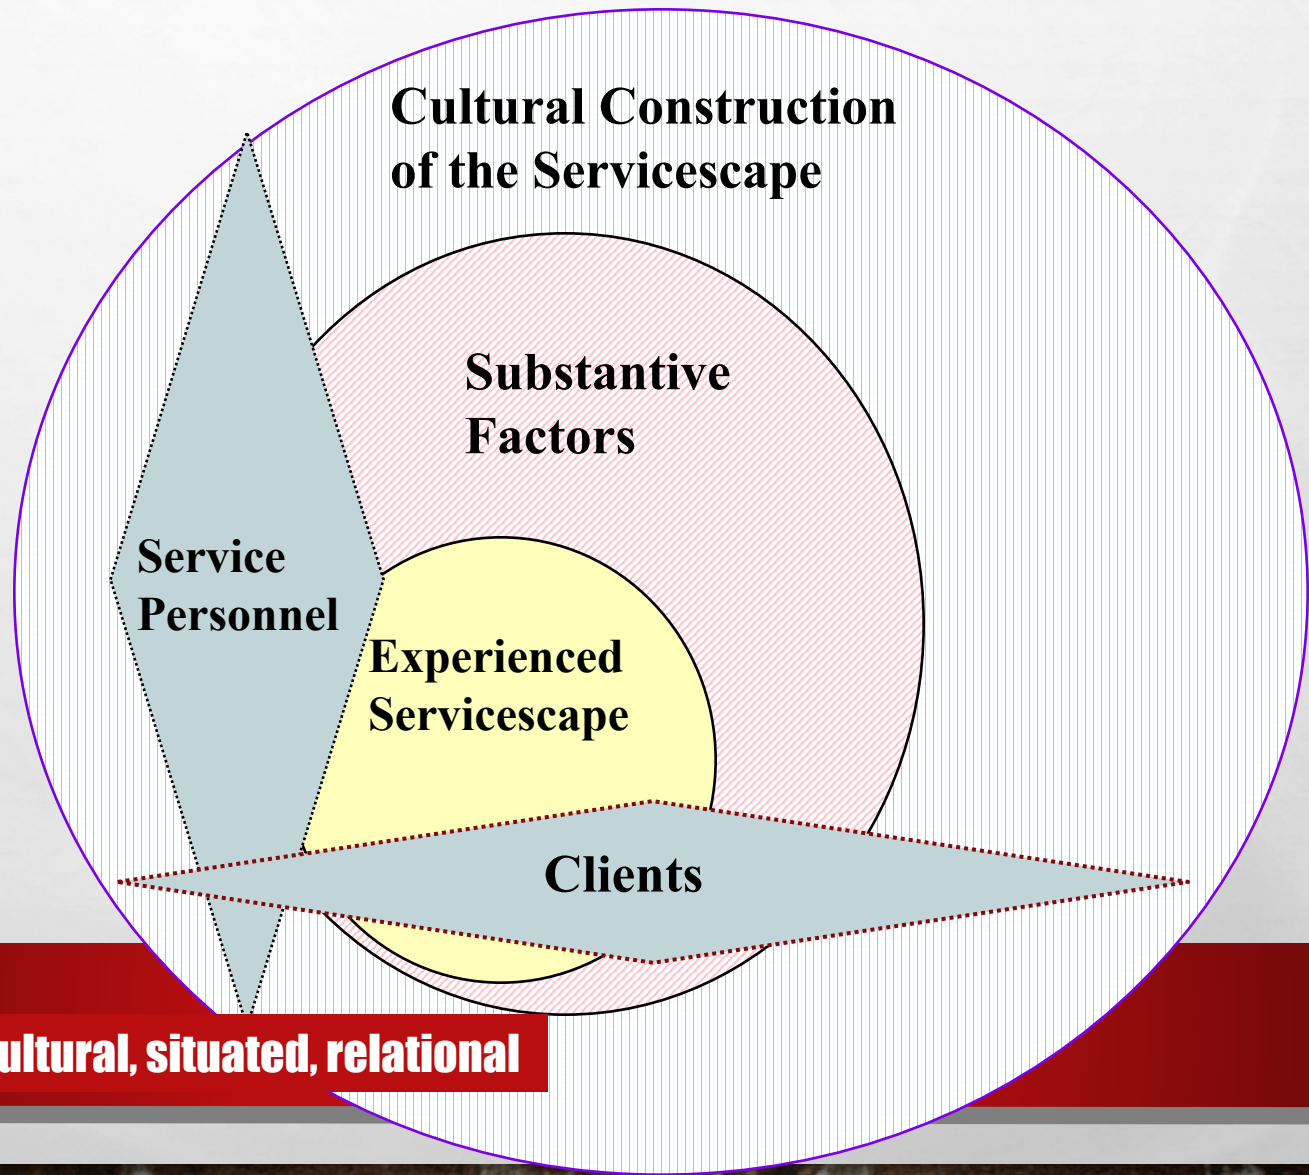 Cultural Construction
of the Servicescape
Substantive
Factors
Service
Personnel
Experienced
Servicescape
Clients
ultural, situated, relational